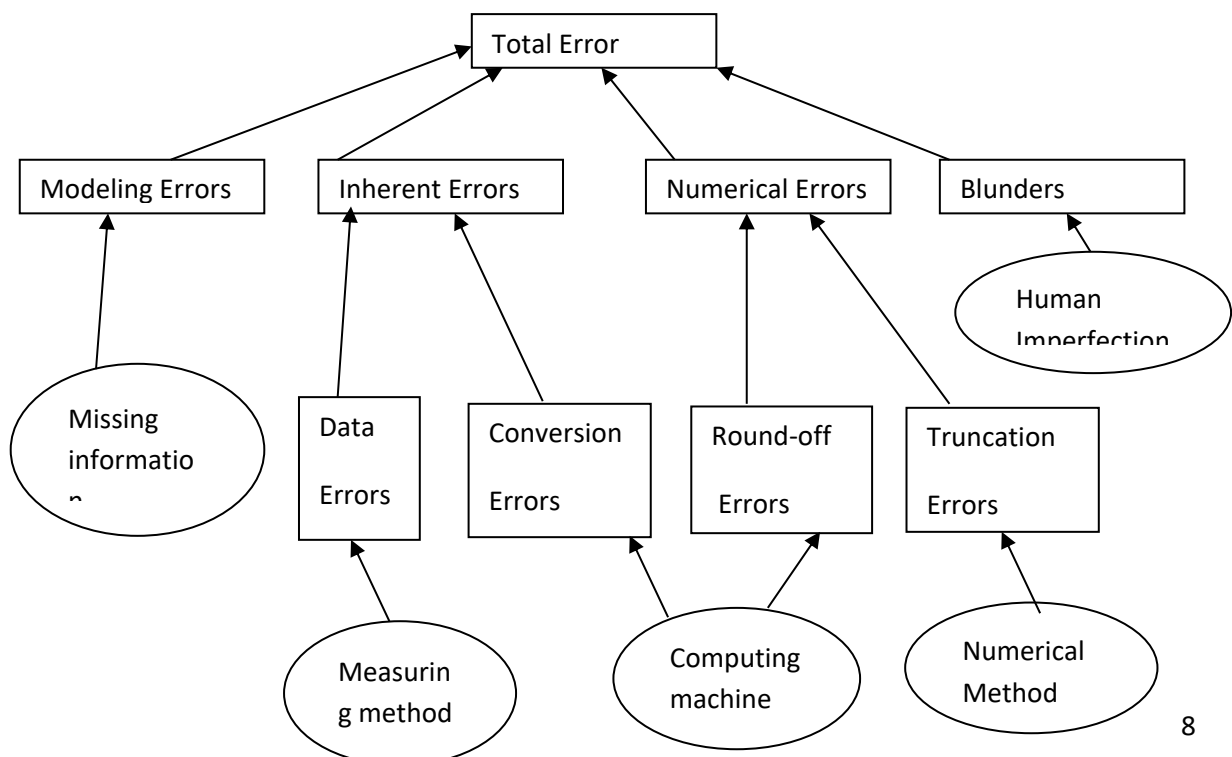 Total Error
Modeling Errors
Inherent Errors
Numerical Errors
Blunders
Human
Imperfection
Missing
informatio
n
Data
Errors
Conversion
Errors
Round-off
Errors
Truncation
Errors
Measurin
g method
Computing
machine
Numerical
Method
8